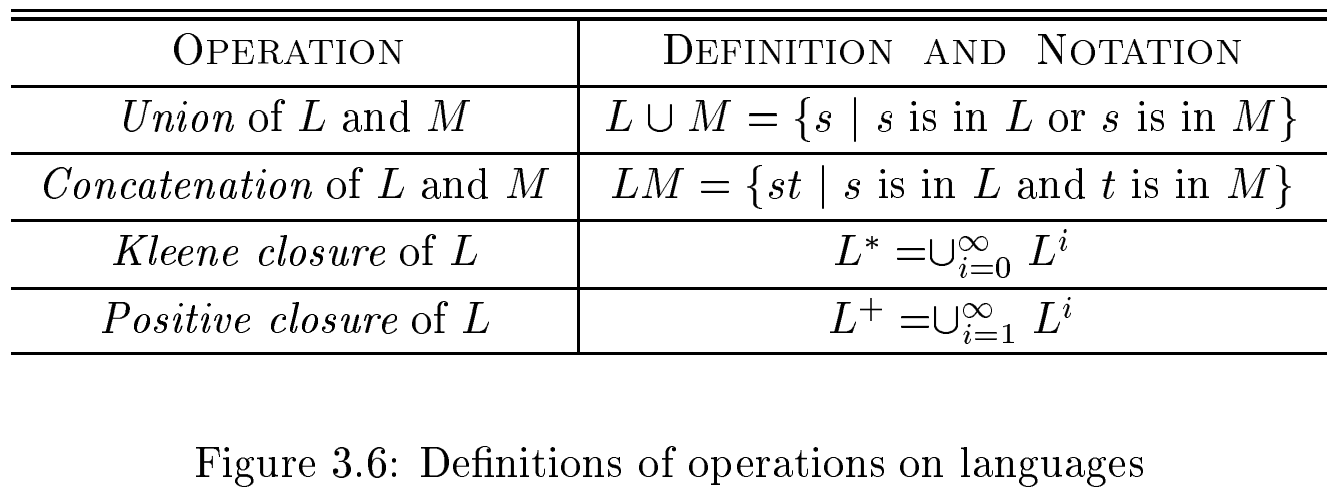 OPERATION DEFINITION AND NOTATION
Union of L and M L ∪ M = {s | s is in L or s is in M}
Concatenation of L and M LM = {st | s is in L and t is in M}
Kleene closure of L L* = ∪_{i=0}^{∞} L^i
Positive closure of L L^+ = ∪_{i=1}^{∞} L^i
Figure 3.6: Definitions of operations on languages